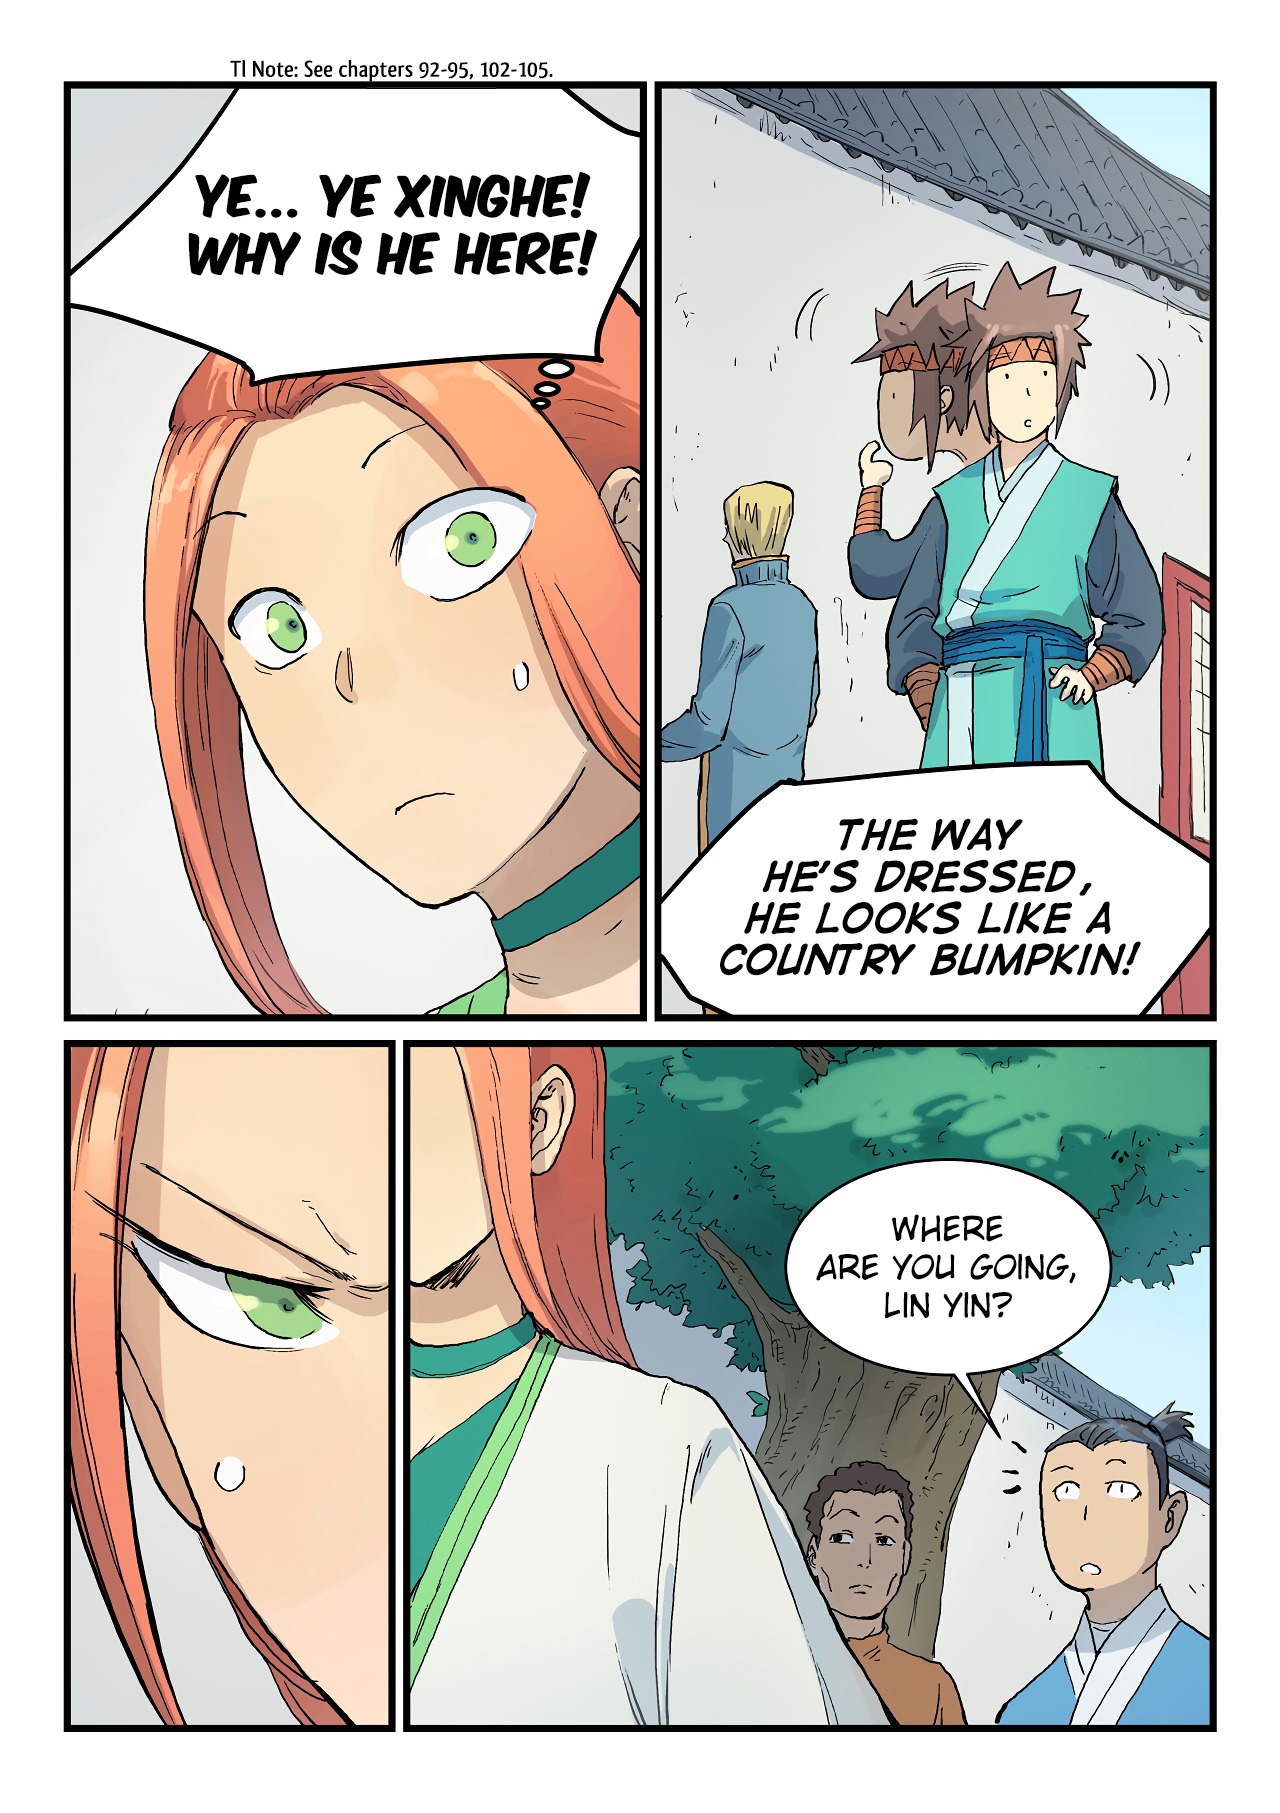 Tl Note: See chapters 92-95, 102-105.
YE... YE XINGHE!
WHY IS HE HERE!
THE WAY
HE'S DRESSED,
HE LOOKS LIKE A
COUNTRY BUMPKIN!
WHERE
ARE YOU GOING,
LIN YIN?